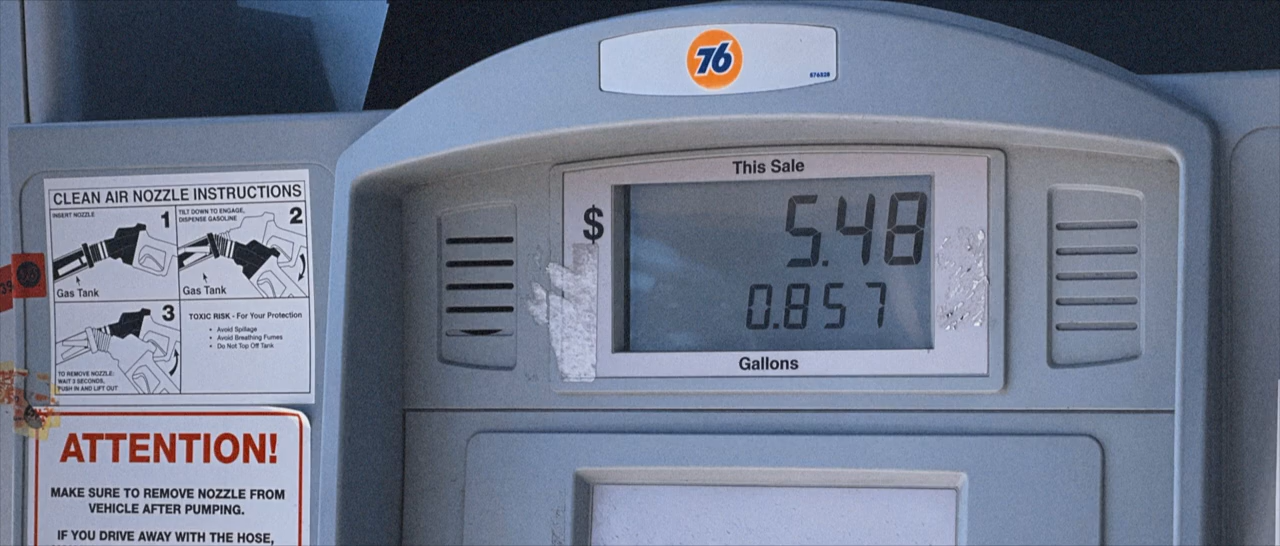 76
576528
This Sale
$
5.48
0.857
Gallons
CLEAN AIR NOZZLE INSTRUCTIONS
INSERT NOZZLE
1
Gas Tank
TILT DOWN TO ENGAGE,
DISPENSE GASOLINE
2
Gas Tank
3
TO REMOVE NOZZLE:
WAIT 3 SECONDS,
PUSH IN AND LIFT OUT
TOXIC RISK - For Your Protection
• Avoid Spillage
• Avoid Breathing Fumes
• Do Not Top Off Tank
39
ATTENTION!
MAKE SURE TO REMOVE NOZZLE FROM
VEHICLE AFTER PUMPING.
IF YOU DRIVE AWAY WITH THE HOSE,